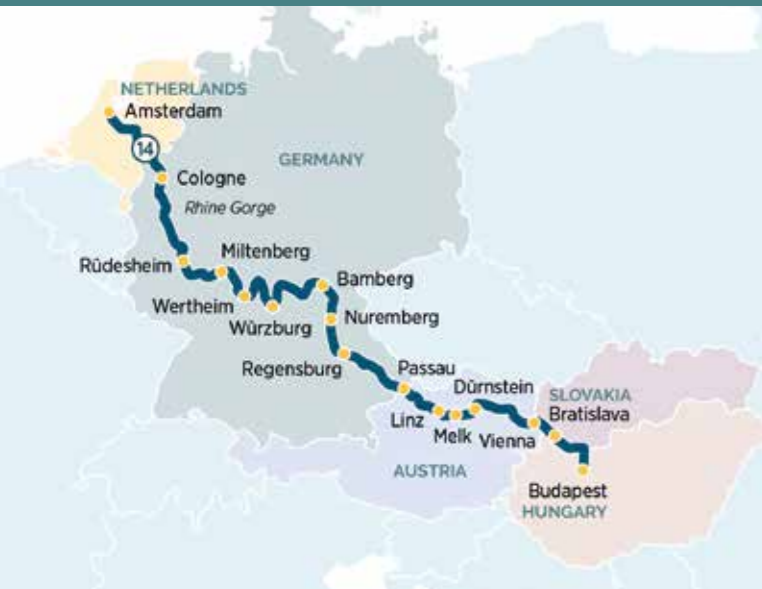 NETHERLANDS
Amsterdam
14
GERMANY
Cologne
Rhine Gorge
Miltenberg
Rüdesheim
Bamberg
Wertheim
Nuremberg
Würzburg
Regensburg
Passau
Dürnstein
SLOVAKIA
Linz
Bratislava
Melk
Vienna
AUSTRIA
Budapest
HUNGARY